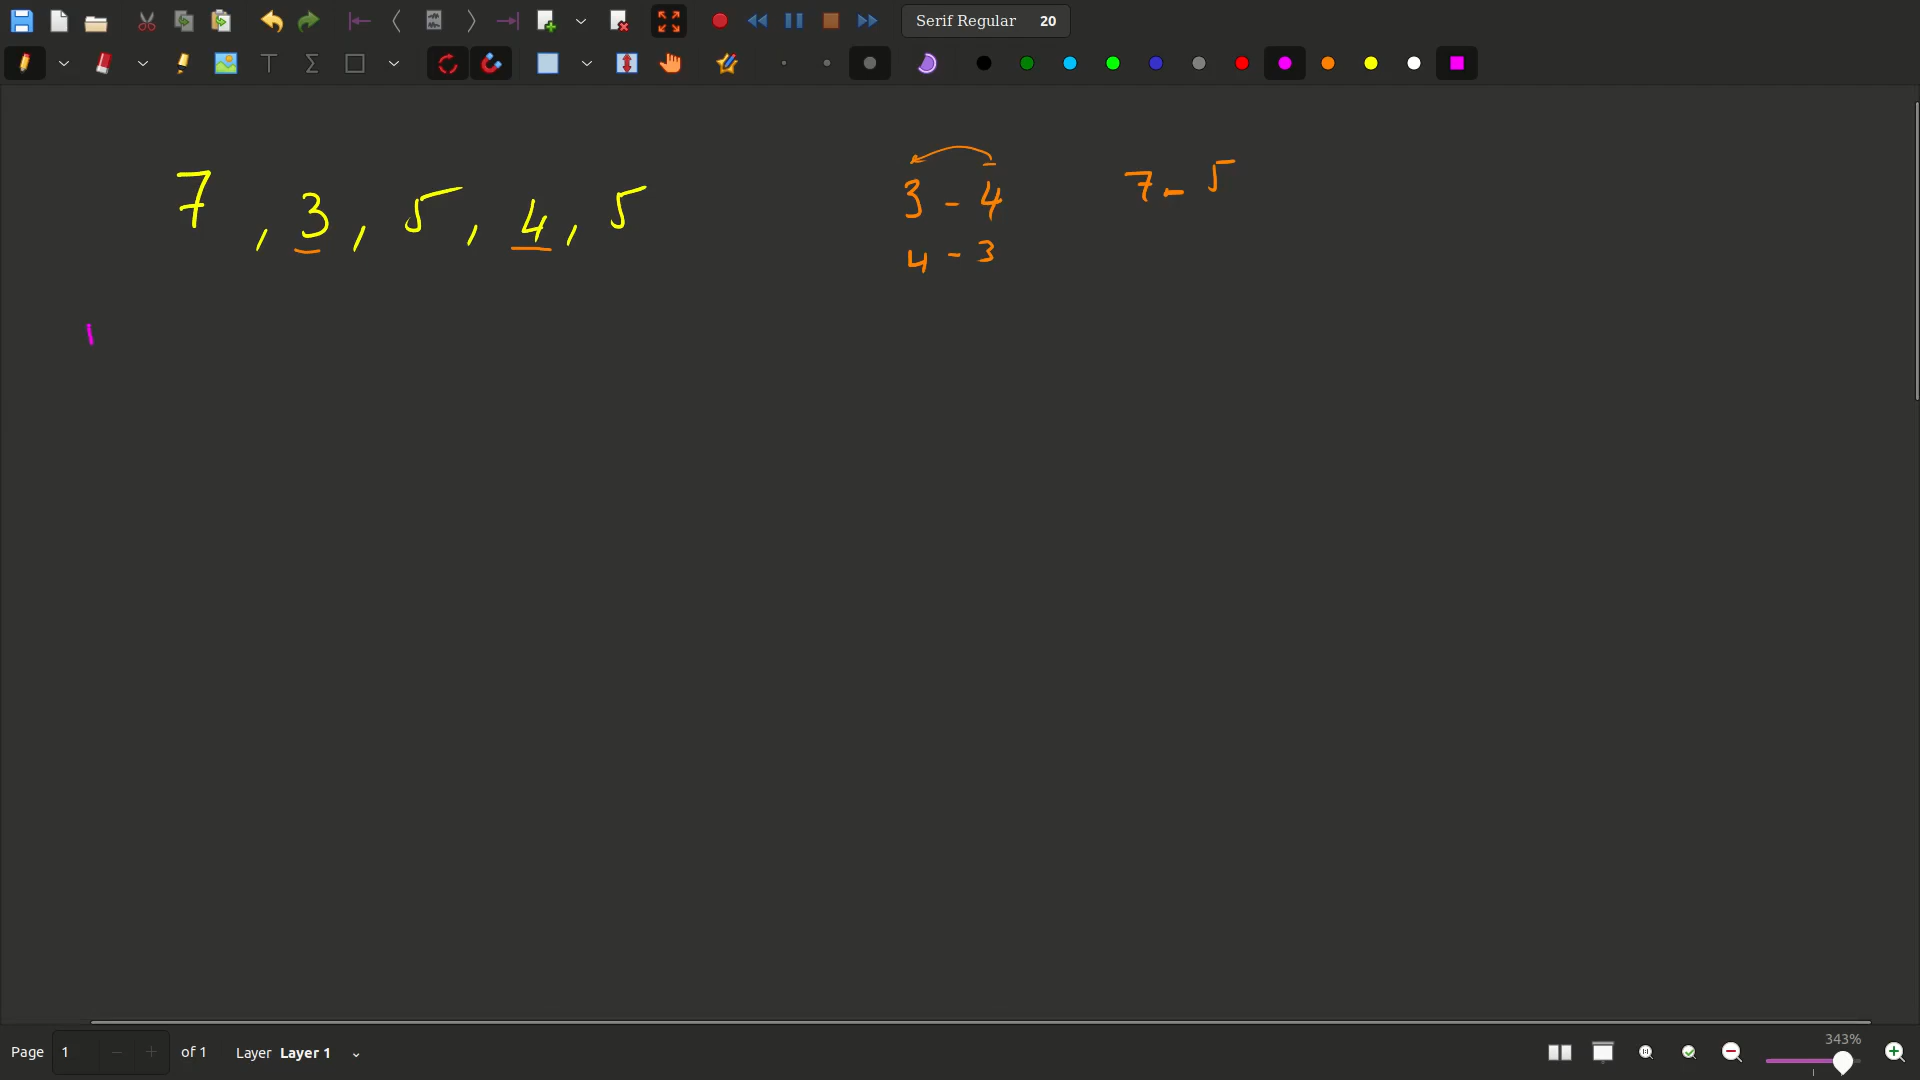 Serif Regular 20
7, 3, 5, 4, 5
3 - 4
7 - 5
4 - 3
Page 1 of 1 Layer Layer 1
343%